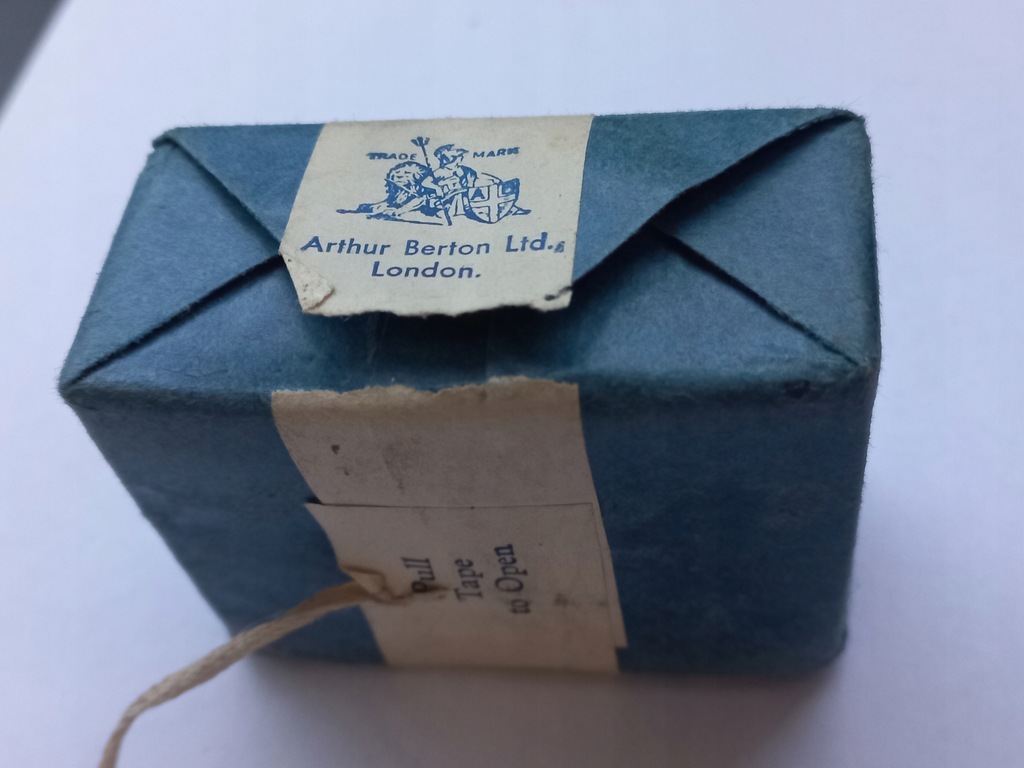 TRADE MARK
Arthur Berton Ltd.,
London.
Pull
Tape
to Open